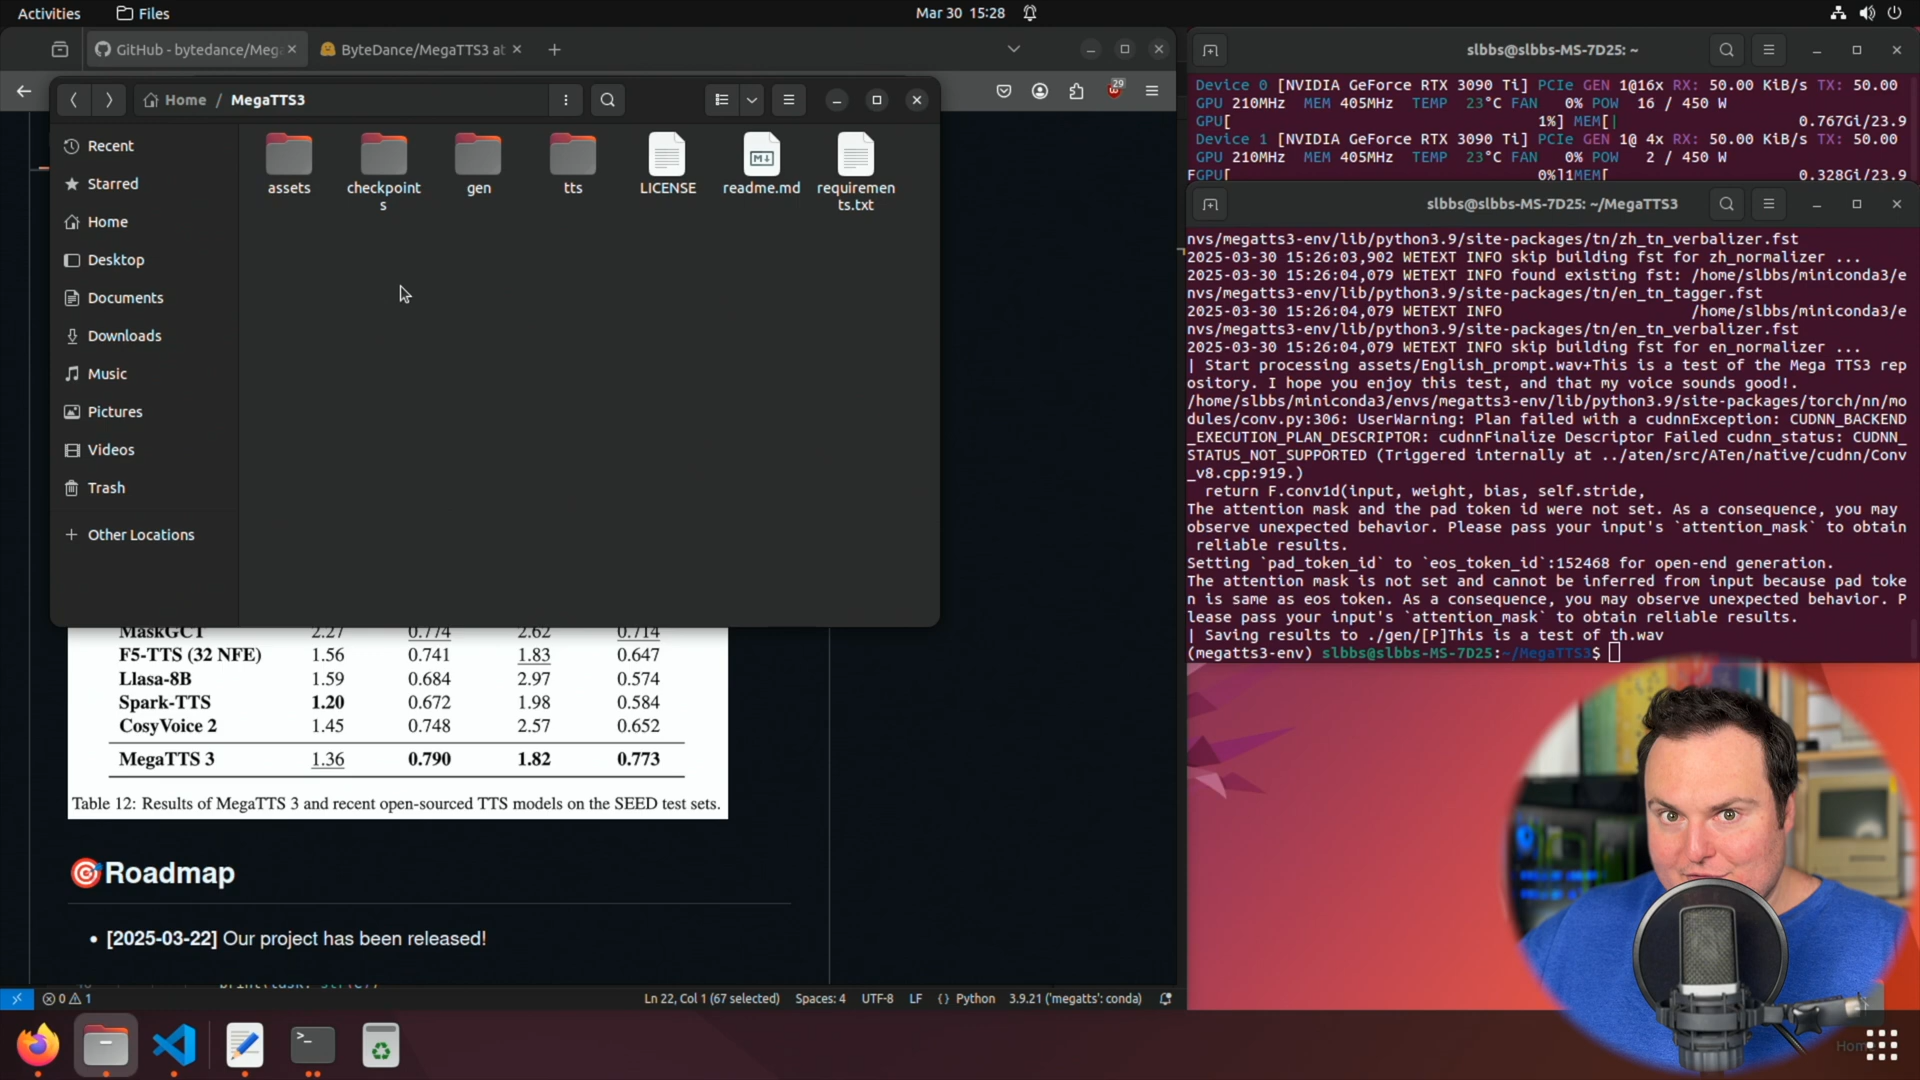 Activities
Files
Mar 30 15:28
GitHub - bytedance/Mega
ByteDance/MegaTTS3 at
29
Home / MegaTTS3
Recent
Starred
Home
Desktop
Documents
Downloads
Music
Pictures
Videos
Trash
Other Locations
assets
checkpoint
s
gen
tts
LICENSE
readme.md
requiremen
ts.txt
MaskGCT 2.27 0.774 2.62 0.714
F5-TTS (32 NFE) 1.56 0.741 1.83 0.647
Llasa-8B 1.59 0.684 2.97 0.574
Spark-TTS 1.20 0.672 1.98 0.584
CosyVoice 2 1.45 0.748 2.57 0.652
MegaTTS 3 1.36 0.790 1.82 0.773
Table 12: Results of MegaTTS 3 and recent open-sourced TTS models on the SEED test sets.
🎯Roadmap
• [2025-03-22] Our project has been released!
0 1
Ln 22, Col 1 (67 selected) Spaces: 4 UTF-8 LF {} Python 3.9.21 ('megatts': conda)
slbbs@slbbs-MS-7D25: ~
Device 0 [NVIDIA GeForce RTX 3090 Ti] PCIe GEN 1@16x RX: 50.00 KiB/s TX: 50.00
GPU 210MHz MEM 405MHz TEMP 23°C FAN 0% POW 16 / 450 W
GPU[ 1%] MEM[| 0.767Gi/23.9
Device 1 [NVIDIA GeForce RTX 3090 Ti] PCIe GEN 1@ 4x RX: 50.00 KiB/s TX: 50.00
GPU 210MHz MEM 405MHz TEMP 23°C FAN 0% POW 2 / 450 W
FGPU[ 0%]1MEM[ 0.328Gi/23.9
slbbs@slbbs-MS-7D25: ~/MegaTTS3
nvs/megatts3-env/lib/python3.9/site-packages/tn/zh_tn_verbalizer.fst
2025-03-30 15:26:03,902 WETEXT INFO skip building fst for zh_normalizer ...
2025-03-30 15:26:04,079 WETEXT INFO found existing fst: /home/slbbs/miniconda3/e
nvs/megatts3-env/lib/python3.9/site-packages/tn/en_tn_tagger.fst
2025-03-30 15:26:04,079 WETEXT INFO /home/slbbs/miniconda3/e
nvs/megatts3-env/lib/python3.9/site-packages/tn/en_tn_verbalizer.fst
2025-03-30 15:26:04,079 WETEXT INFO skip building fst for en_normalizer ...
| Start processing assets/English_prompt.wav+This is a test of the Mega TTS3 rep
ository. I hope you enjoy this test, and that my voice sounds good!.
/home/slbbs/miniconda3/envs/megatts3-env/lib/python3.9/site-packages/torch/nn/mo
dules/conv.py:306: UserWarning: Plan failed with a cudnnException: CUDNN_BACKEND
_EXECUTION_PLAN_DESCRIPTOR: cudnnFinalize Descriptor Failed cudnn_status: CUDNN_
STATUS_NOT_SUPPORTED (Triggered internally at ../aten/src/ATen/native/cudnn/Conv
_v8.cpp:919.)
return F.conv1d(input, weight, bias, self.stride,
The attention mask and the pad token id were not set. As a consequence, you may
observe unexpected behavior. Please pass your input's `attention_mask` to obtain
reliable results.
Setting `pad_token_id` to `eos_token_id`:152468 for open-end generation.
The attention mask is not set and cannot be inferred from input because pad toke
n is same as eos token. As a consequence, you may observe unexpected behavior. P
lease pass your input's `attention_mask` to obtain reliable results.
| Saving results to ./gen/[P]This is a test of th.wav
(megatts3-env) slbbs@slbbs-MS-7D25:~/MegaTTS3$